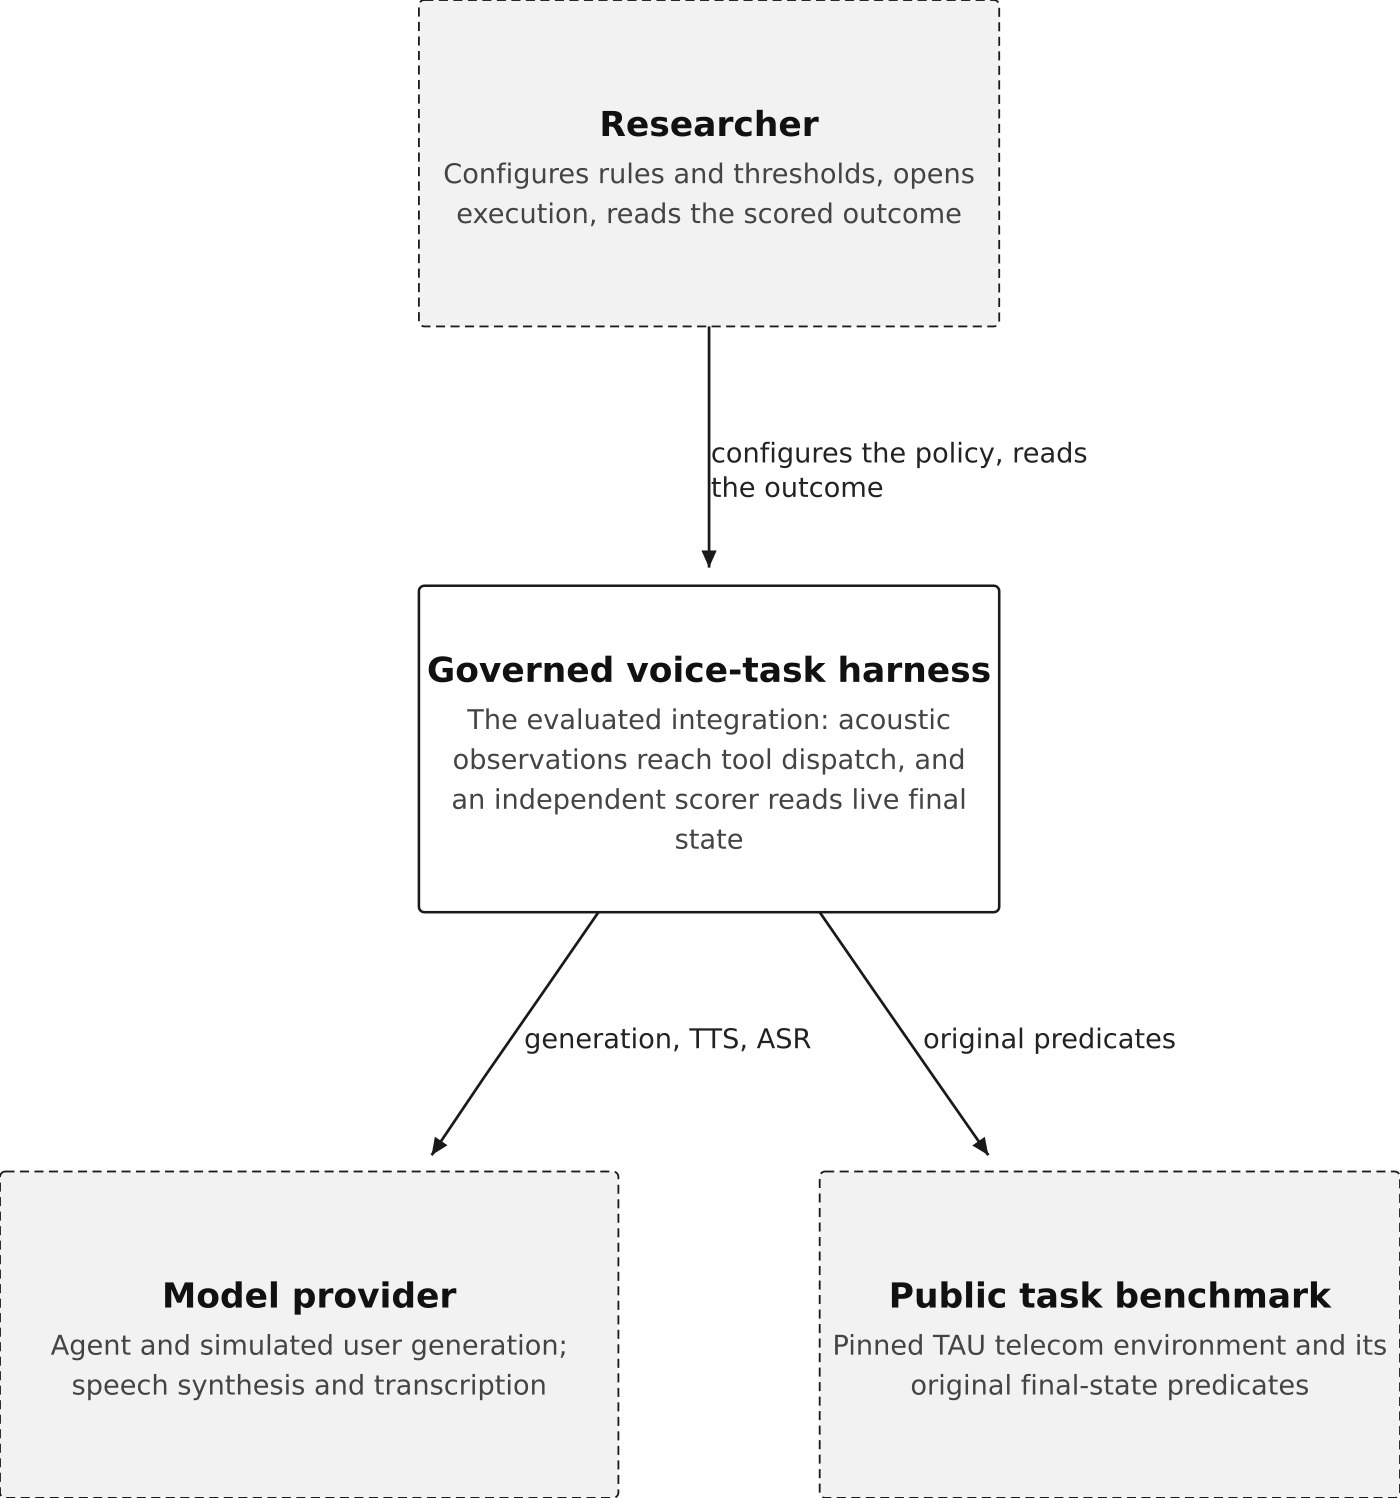 Researcher
Configures rules and thresholds, opens
execution, reads the scored outcome
configures the policy, reads
the outcome
Governed voice-task harness
The evaluated integration: acoustic
observations reach tool dispatch, and
an independent scorer reads live final
state
generation, TTS, ASR
original predicates
Model provider
Agent and simulated user generation;
speech synthesis and transcription
Public task benchmark
Pinned TAU telecom environment and its
original final-state predicates